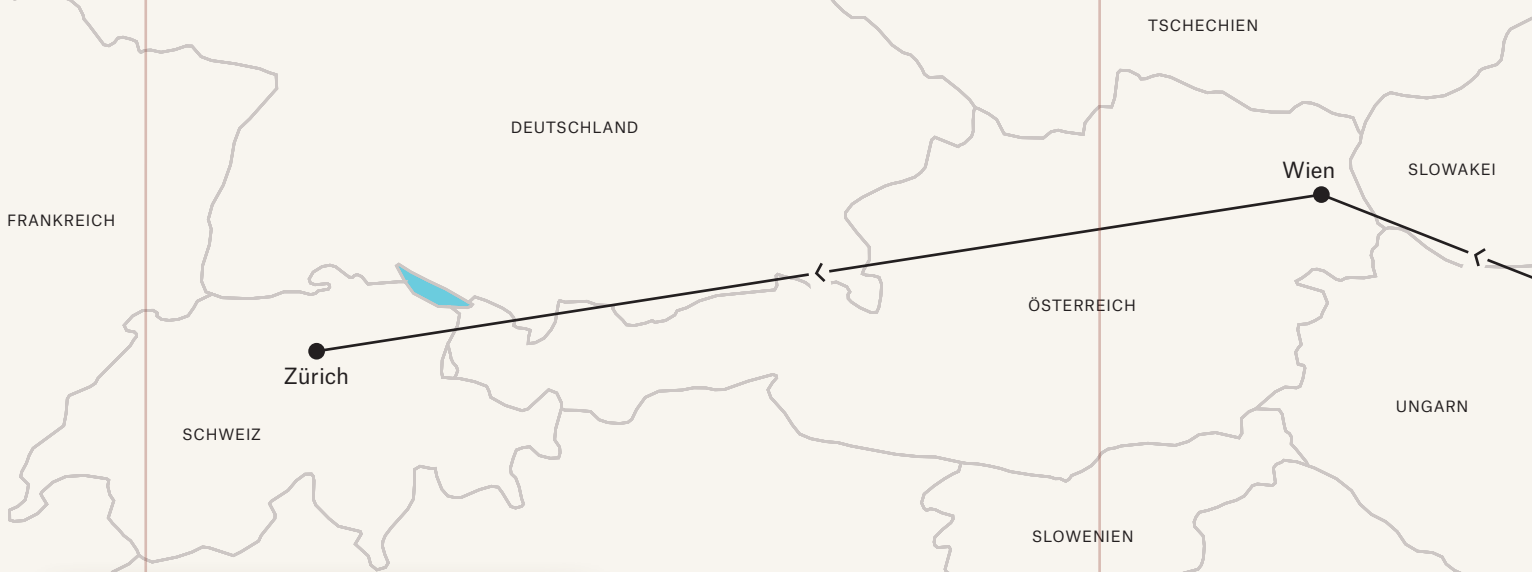 TSCHECHIEN
DEUTSCHLAND
Wien
SLOWAKEI
FRANKREICH
ÖSTERREICH
Zürich
UNGARN
SCHWEIZ
SLOWENIEN